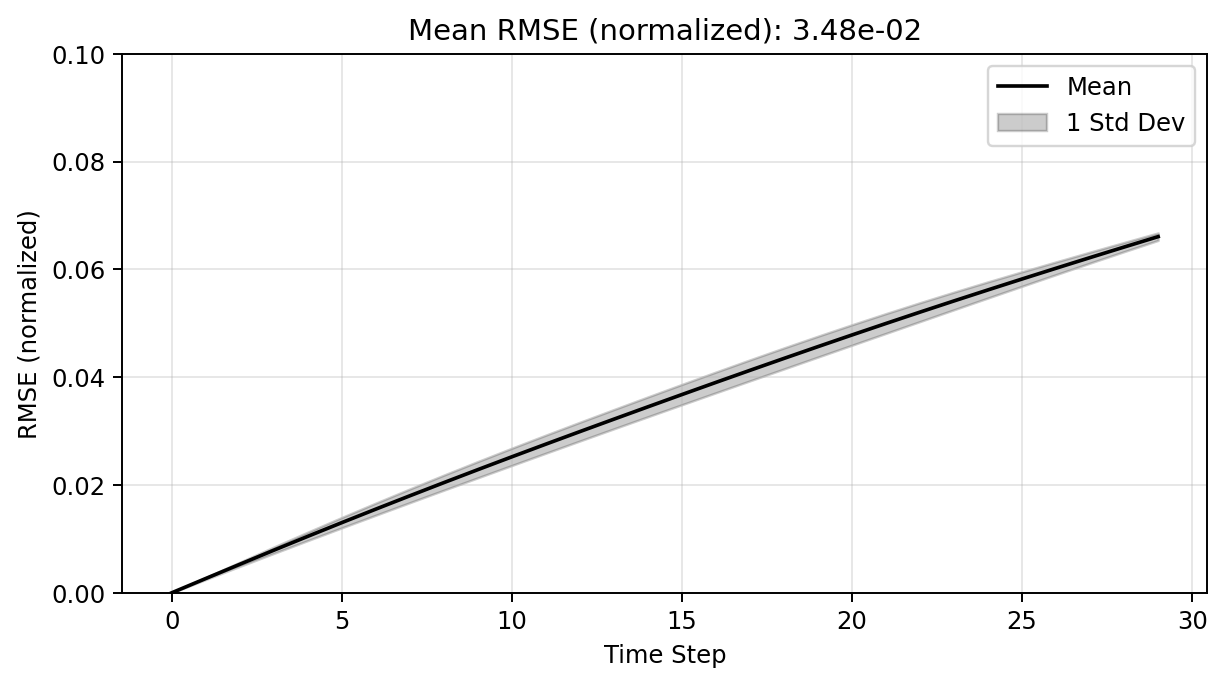 Mean RMSE (normalized): 3.48e-02
0.10
0.08
0.06
0.04
0.02
0.00
RMSE (normalized)
Mean
1 Std Dev
0 5 10 15 20 25 30
Time Step